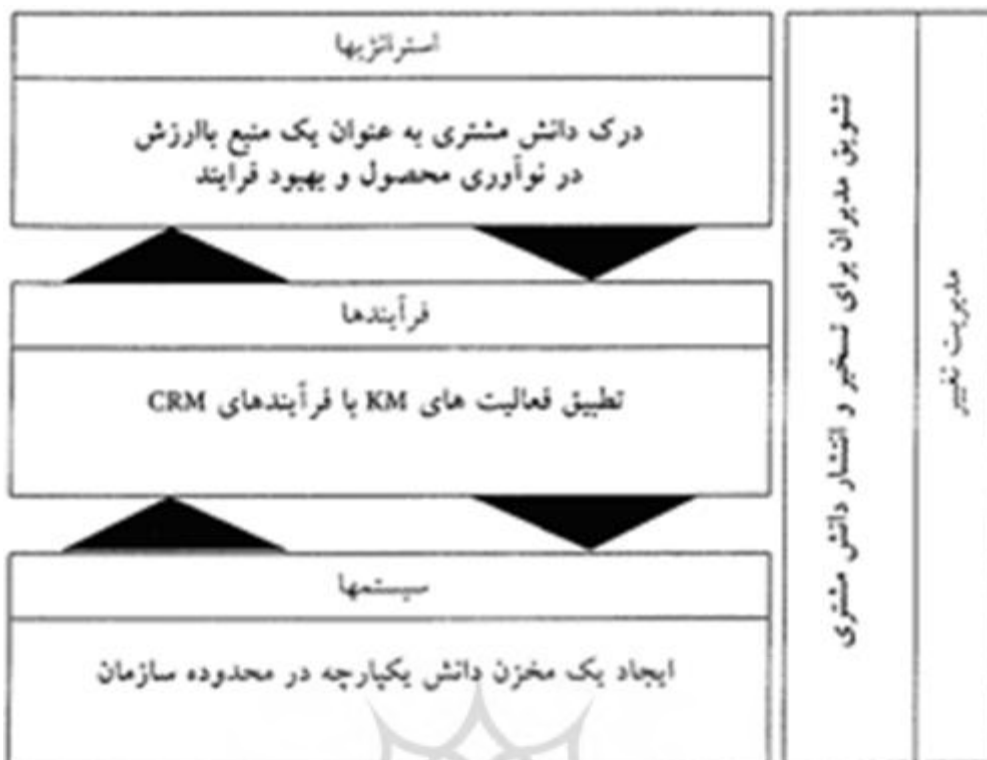 استراتژیها
درک دانش مشتری به عنوان یک منبع باارزش
در نوآوری محصول و بهبود فرایند
فرآیندها
تطبیق فعالیت های KM با فرآیندهای CRM
سیستمها
ایجاد یک مخزن دانش یکپارچه در محدوده سازمان
تشویق مدیران برای تسخیر و انتشار دانش مشتری
مدیریت تغییر